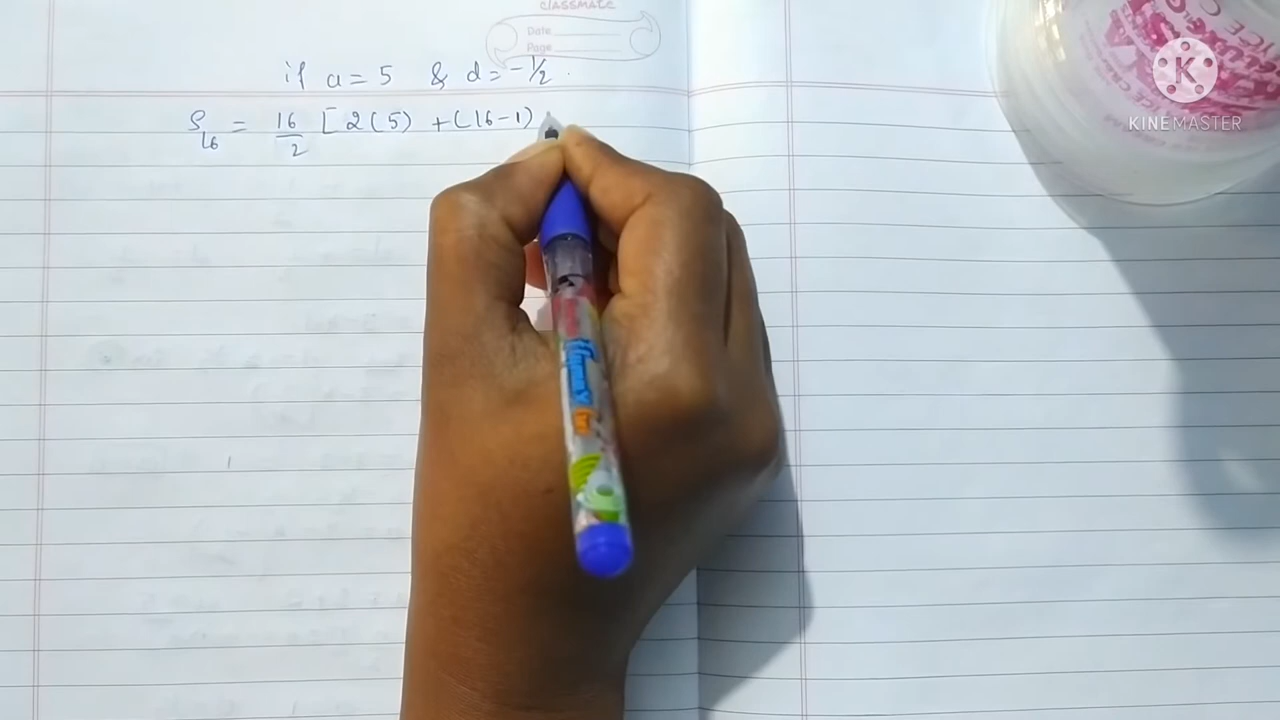 classmate
Date
Page
if a = 5 & d = -1/2.
S16 = 16/2 [ 2(5) + (16-1)
KINEMASTER